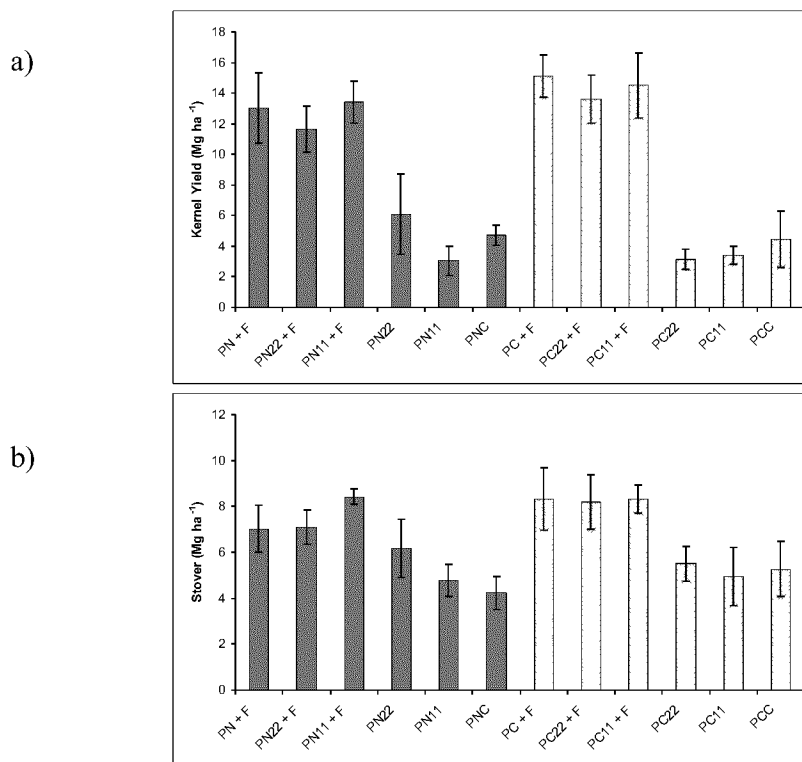 a)
18
16
14
12
10
8
6
4
2
0
Kernel Yield (Mg ha -1)
PN + F
PN22 + F
PN11 + F
PN22
PN11
PNC
PC + F
PC22 + F
PC11 + F
PC22
PC11
PCC
b)
12
10
8
6
4
2
0
Stover (Mg ha -1)
PN + F
PN22 + F
PN11 + F
PN22
PN11
PNC
PC + F
PC22 + F
PC11 + F
PC22
PC11
PCC